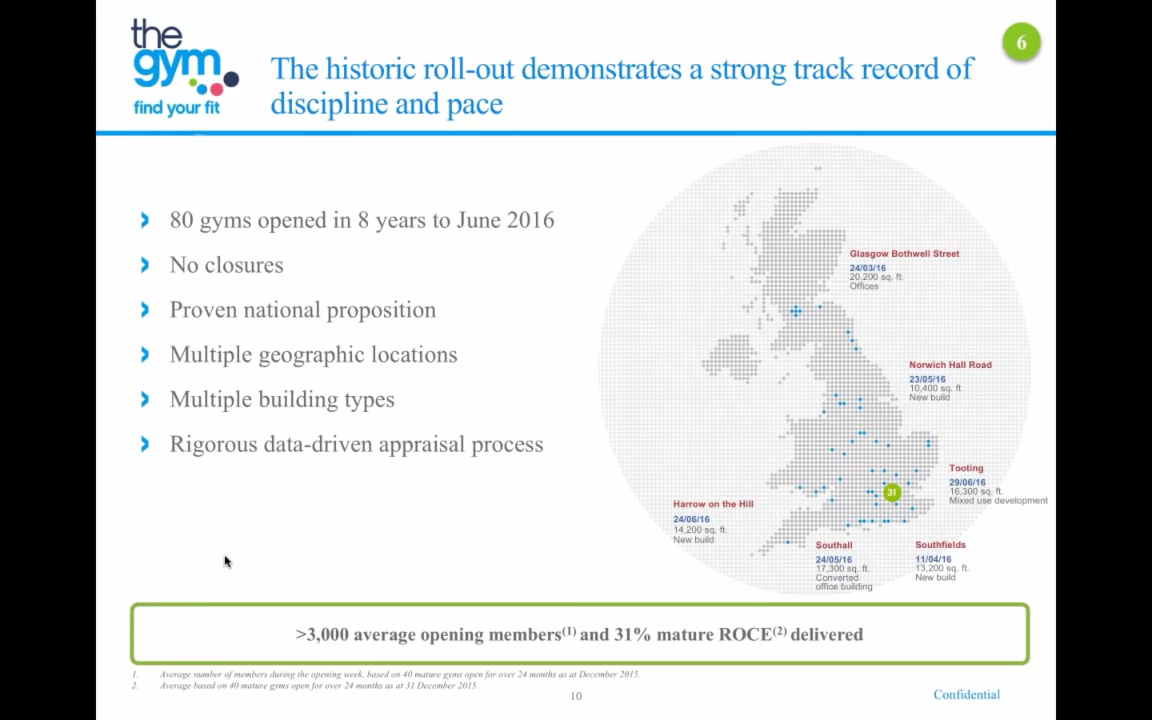 the
gym
find your fit
The historic roll-out demonstrates a strong track record of
discipline and pace
6
80 gyms opened in 8 years to June 2016
No closures
Proven national proposition
Multiple geographic locations
Multiple building types
Rigorous data-driven appraisal process
Glasgow Bothwell Street
24/03/16
20,200 sq. ft.
Offices
Norwich Hall Road
23/05/16
10,400 sq. ft.
New build
Tooting
29/06/16
16,300 sq. ft.
Mixed use development
31
Harrow on the Hill
24/06/16
14,200 sq. ft.
New build
Southall
24/05/16
17,300 sq. ft.
Converted
office building
Southfields
11/04/16
13,200 sq. ft.
New build
>3,000 average opening members(1) and 31% mature ROCE(2) delivered
1. Average number of members during the opening week, based on 40 mature gyms open for over 24 months as at December 2015.
2. Average based on 40 mature gyms open for over 24 months as at 31 December 2015.
10
Confidential